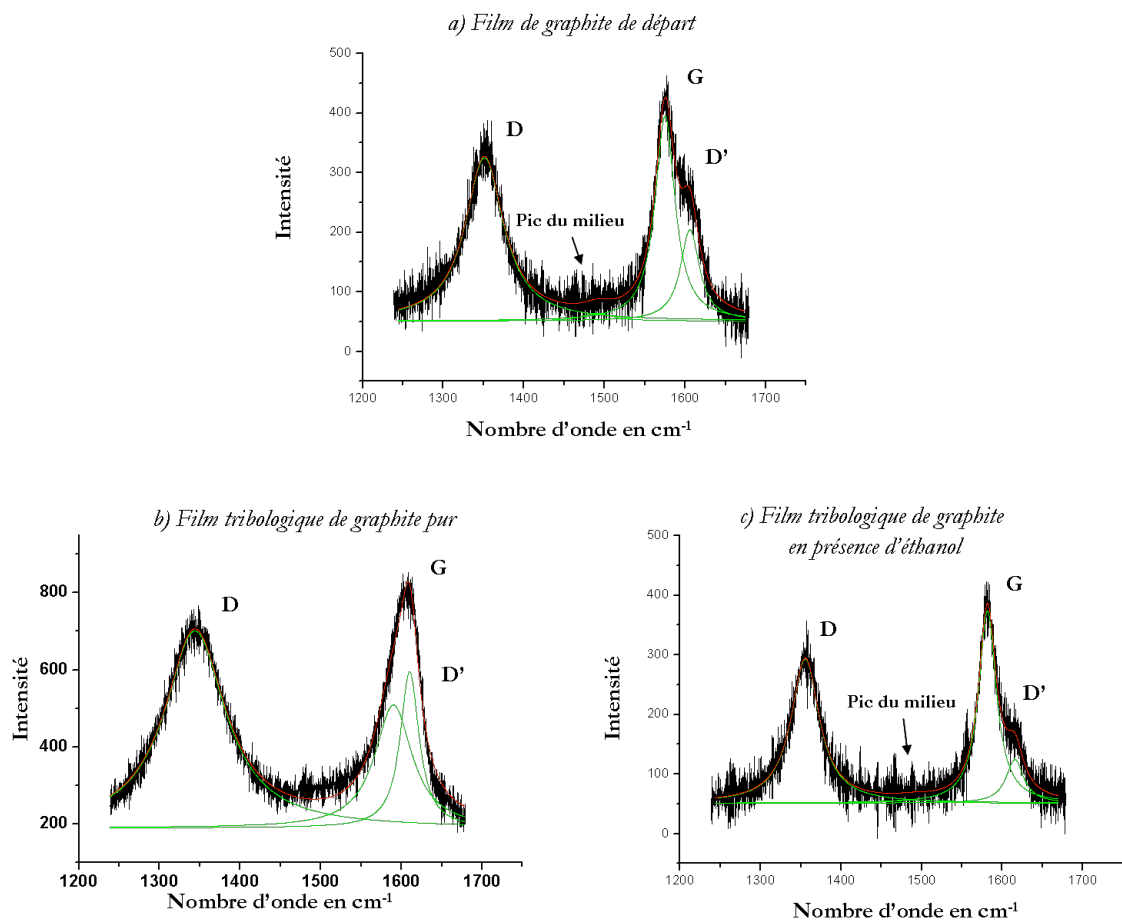 a) Film de graphite de départ
500
400
300
200
100
0
Intensité
D
G
D’
Pic du milieu
1200 1300 1400 1500 1600 1700
Nombre d’onde en cm-1
b) Film tribologique de graphite pur
800
600
400
200
Intensité
D
G
D’
1200 1300 1400 1500 1600 1700
Nombre d’onde en cm-1
c) Film tribologique de graphite
en présence d’éthanol
500
400
300
200
100
0
Intensité
D
G
D’
Pic du milieu
1200 1300 1400 1500 1600 1700
Nombre d’onde en cm-1